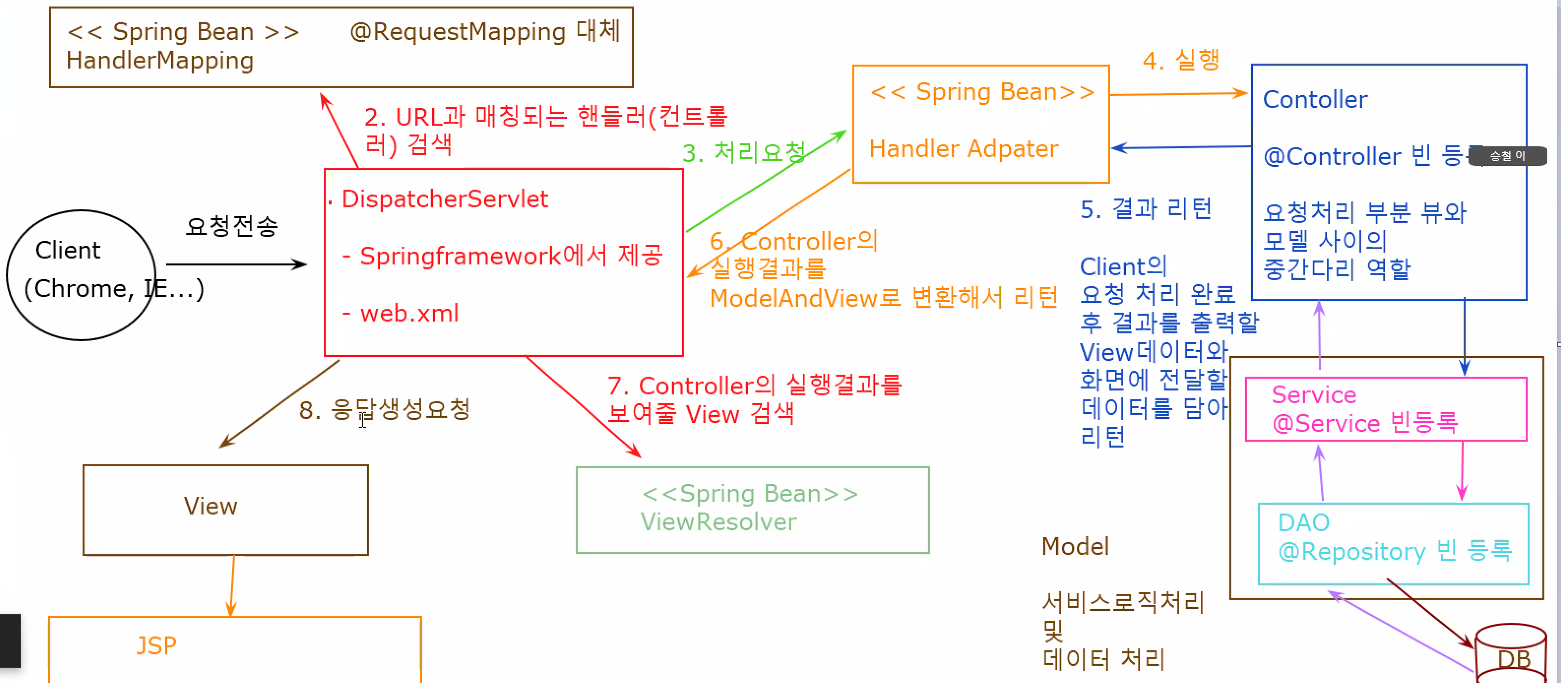 << Spring Bean >> @RequestMapping 대체
HandlerMapping
2. URL과 매칭되는 핸들러(컨트롤
러) 검색
3. 처리요청
4. 실행
<< Spring Bean>>
Handler Adpater
Contoller
@Controller 빈 등
승철 이
요청처리 부분 뷰와
모델 사이의
중간다리 역할
Client
(Chrome, IE...)
요청전송
DispatcherServlet
- Springframework에서 제공
- web.xml
5. 결과 리턴
Client의
요청 처리 완료
후 결과를 출력할
View데이터와
화면에 전달할
데이터를 담아
리턴
6. Controller의
실행결과를
ModelAndView로 변환해서 리턴
7. Controller의 실행결과를
보여줄 View 검색
8. 응답생성요청
View
<<Spring Bean>>
ViewResolver
Service
@Service 빈등록
DAO
@Repository 빈 등록
Model
서비스로직처리
및
데이터 처리
DB
JSP